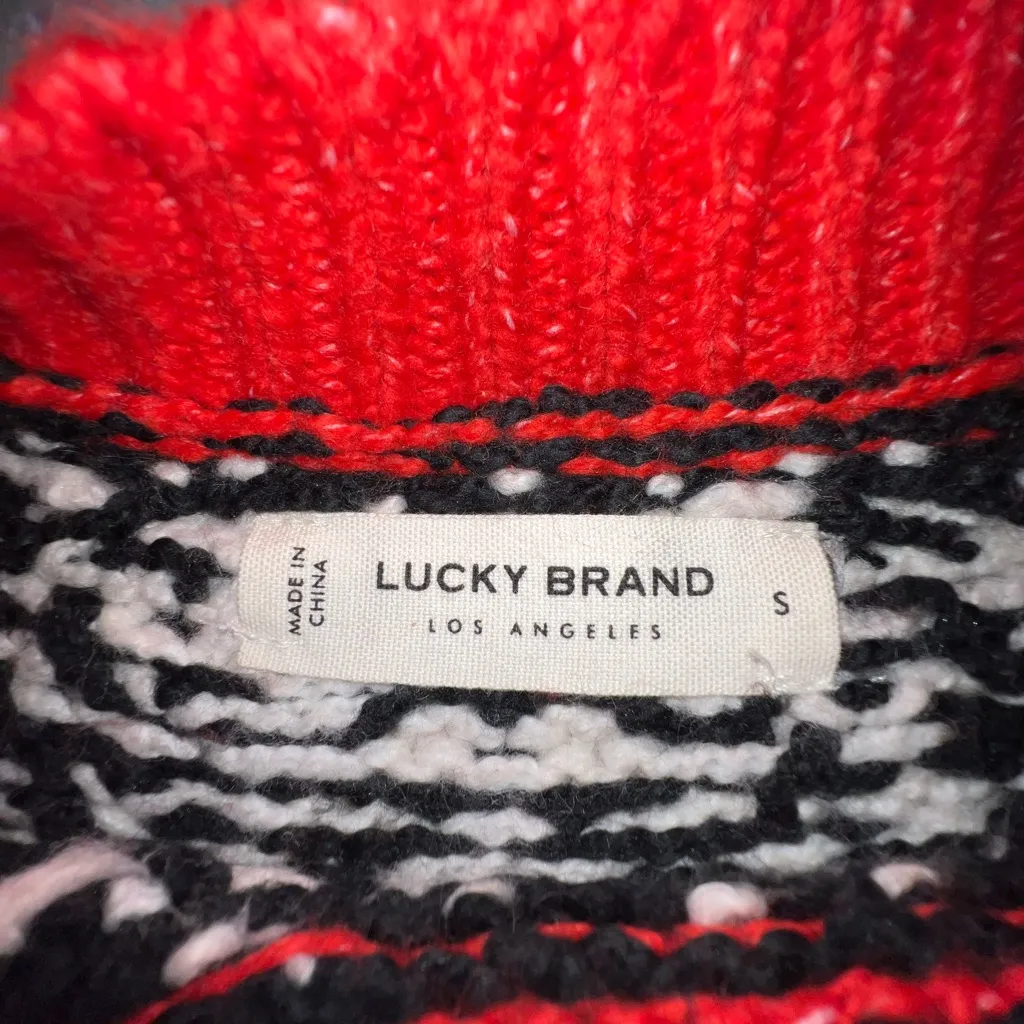 MADE IN
CHINA
LUCKY BRAND
LOS ANGELES
S